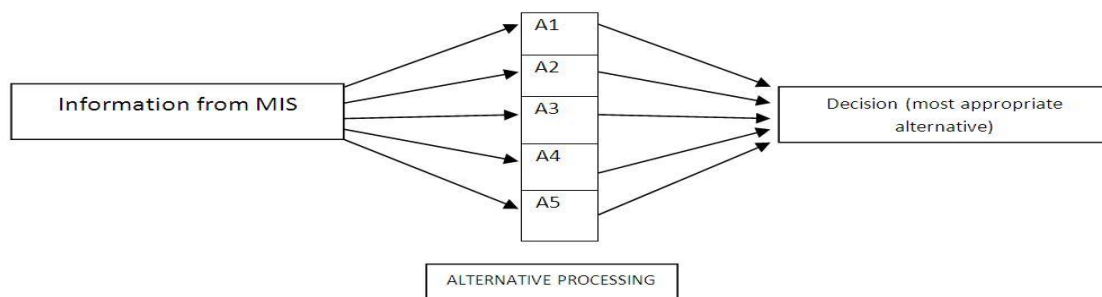 Information from MIS
A1
A2
A3
A4
A5
Decision (most appropriate
alternative)
ALTERNATIVE PROCESSING